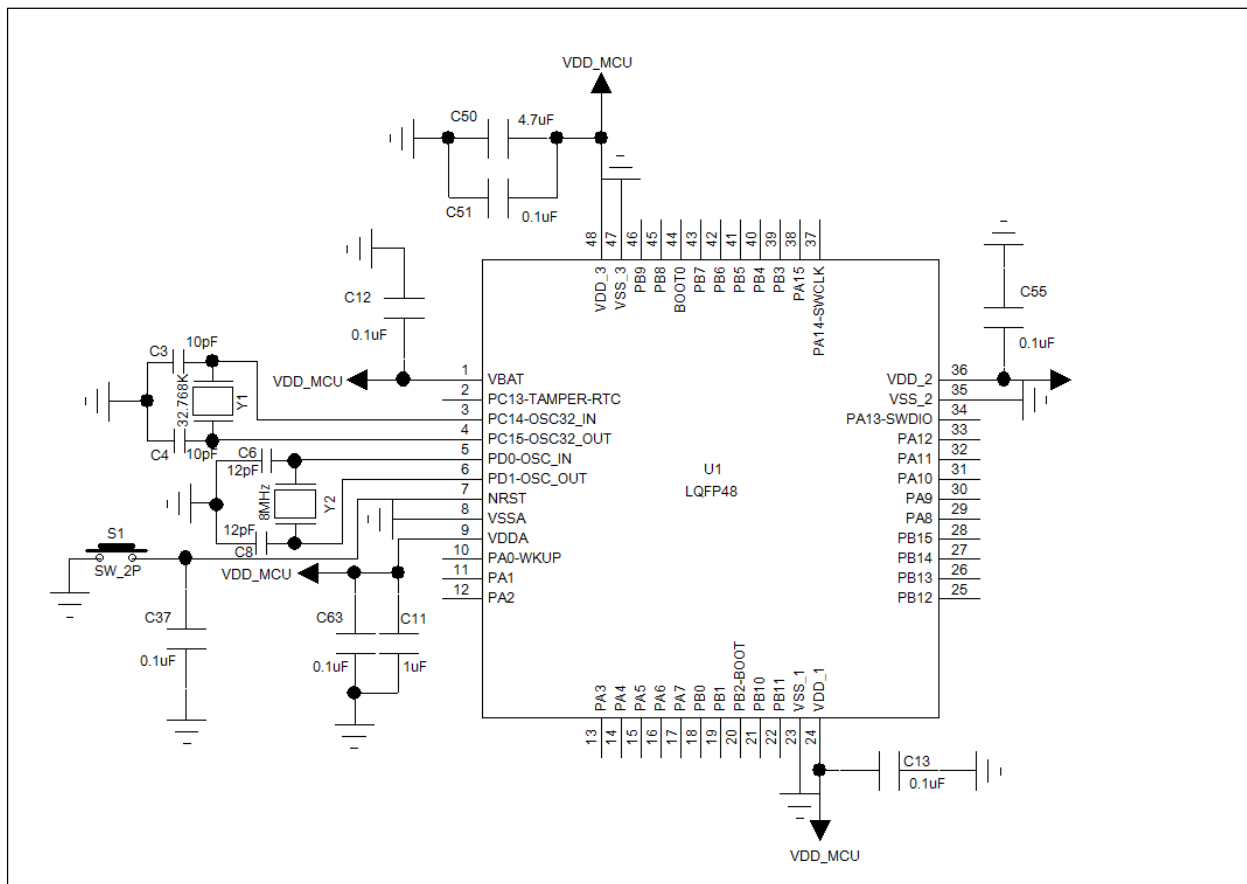 VDD_MCU
C50
4.7uF
C51
0.1uF
48
47
46
45
44
43
42
41
40
39
38
37
VDD_3
VSS_3
PB9
PB8
BOOT0
PB7
PB6
PB5
PB4
PB3
PA15
PA14-SWCLK
C12
0.1uF
C55
0.1uF
VDD_MCU
C3
10pF
32.768K
Y1
C4
10pF
C6
12pF
8MHz
Y2
12pF
C8
1 VBAT
2 PC13-TAMPER-RTC
3 PC14-OSC32_IN
4 PC15-OSC32_OUT
5 PD0-OSC_IN
6 PD1-OSC_OUT
7 NRST
8 VSSA
9 VDDA
10 PA0-WKUP
11 PA1
12 PA2
U1
LQFP48
VDD_2 36
VSS_2 35
PA13-SWDIO 34
PA12 33
PA11 32
PA10 31
PA9 30
PA8 29
PB15 28
PB14 27
PB13 26
PB12 25
S1
SW_2P
VDD_MCU
C37
0.1uF
C63
0.1uF
C11
1uF
PA3
PA4
PA5
PA6
PA7
PB0
PB1
PB2-BOOT
PB10
PB11
VSS_1
VDD_1
13
14
15
16
17
18
19
20
21
22
23
24
C13
0.1uF
VDD_MCU